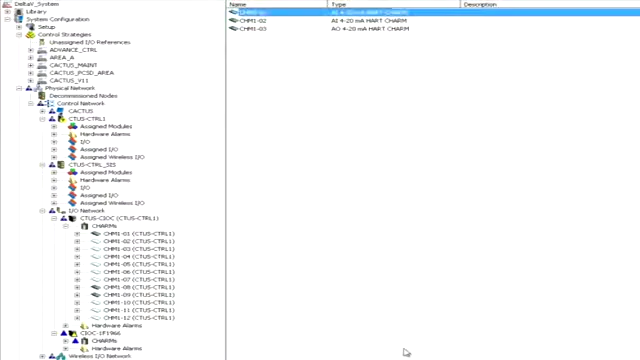 DeltaV_System
Library
System Configuration
Setup
Control Strategies
Unassigned I/O References
ADVANCE_CTRL
AREA_A
CACTUS_MAINT
CACTUS_PCSD_AREA
CACTUS_V11
Physical Network
Decommissioned Nodes
Control Network
CACTUS
CTUS-CTRL1
Assigned Modules
Hardware Alarms
I/O
Assigned I/O
Assigned Wireless I/O
CTUS-CTRL_SIS
Assigned Modules
Hardware Alarms
I/O
Assigned I/O
Assigned Wireless I/O
I/O Network
CTUS-CIOC (CTUS-CTRL1)
CHARMs
CHM1-01 (CTUS-CTRL1)
CHM1-02 (CTUS-CTRL1)
CHM1-03 (CTUS-CTRL1)
CHM1-04 (CTUS-CTRL1)
CHM1-05 (CTUS-CTRL1)
CHM1-06 (CTUS-CTRL1)
CHM1-07 (CTUS-CTRL1)
CHM1-08 (CTUS-CTRL1)
CHM1-09 (CTUS-CTRL1)
CHM1-10 (CTUS-CTRL1)
CHM1-11 (CTUS-CTRL1)
CHM1-12 (CTUS-CTRL1)
Hardware Alarms
CIOC-1F1966
CHARMs
Hardware Alarms
Wireless I/O Network
Name Type Description
AI 4-20 mA HART CHARM
CHM1-02 AI 4-20 mA HART CHARM
CHM1-03 AO 4-20 mA HART CHARM